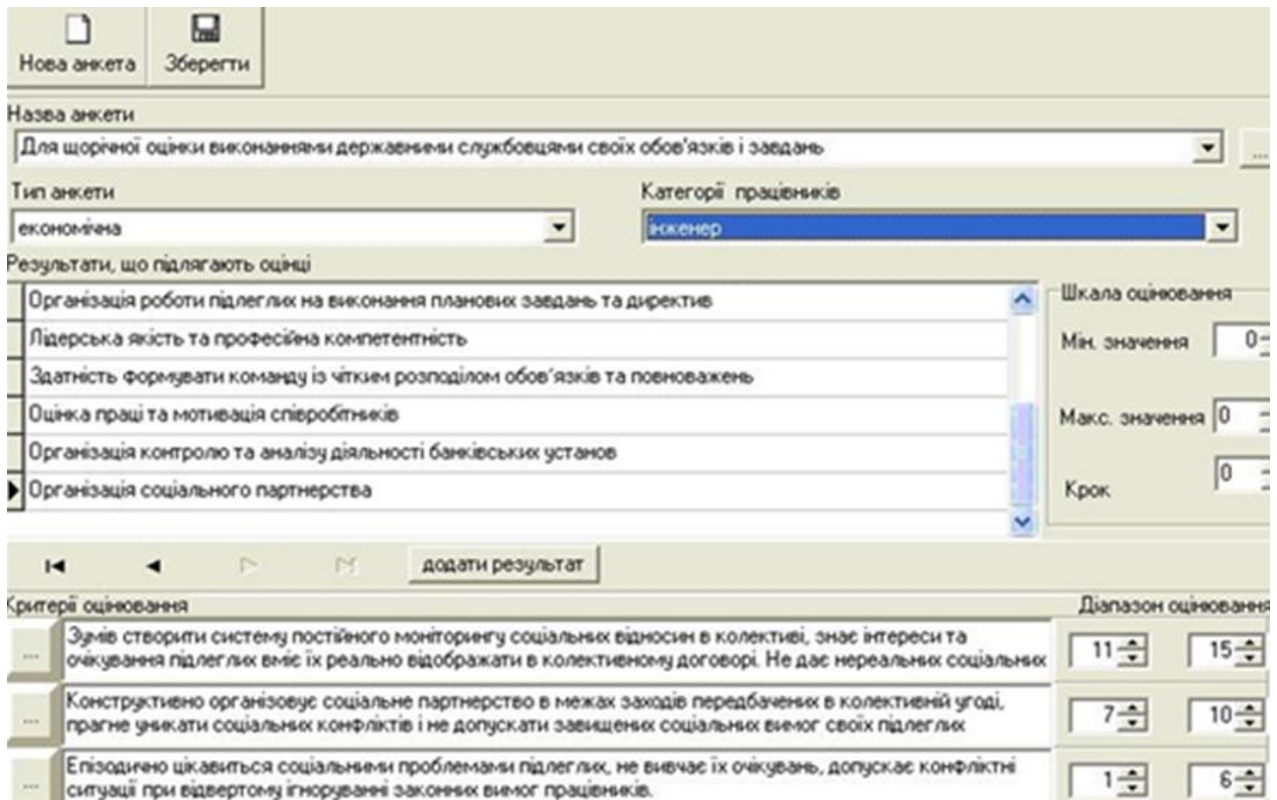 Нова анкета
Зберегти
Назва анкети
Для щорічної оцінки виконаннями державними службовцями своїх обов'язків і завдань
...
Тип анкети
Категорії працівників
економічна
інженер
Результати, що підлягають оцінці
Організація роботи підлеглих на виконання планових завдань та директив
Лідерська якість та професійна компетентність
Здатність формувати команду із чітким розподілом обов'язків та повноважень
Оцінка праці та мотивація співробітників
Організація контролю та аналізу діяльності банківських установ
Організація соціального партнерства
Шкала оцінювання
Мін. значення 0
Макс. значення 0
Крок 0
додати результат
Критерії оцінювання
Діапазон оцінювання
...
Зумів створити систему постійного моніторингу соціальних відносин в колективі, знає інтереси та
очікування підлеглих вміє їх реально відображати в колективному договорі. Не дає нереальних соціальних
11 15
...
Конструктивно організовує соціальне партнерство в межах заходів передбачених в колективній угоді,
прагне уникати соціальних конфліктів і не допускати завищених соціальних вимог своїх підлеглих
7 10
...
Епізодично цікавиться соціальними проблемами підлеглих, не вивчає їх очікувань, допускає конфліктні
ситуації при відвертому ігноруванні законних вимог працівників.
1 6